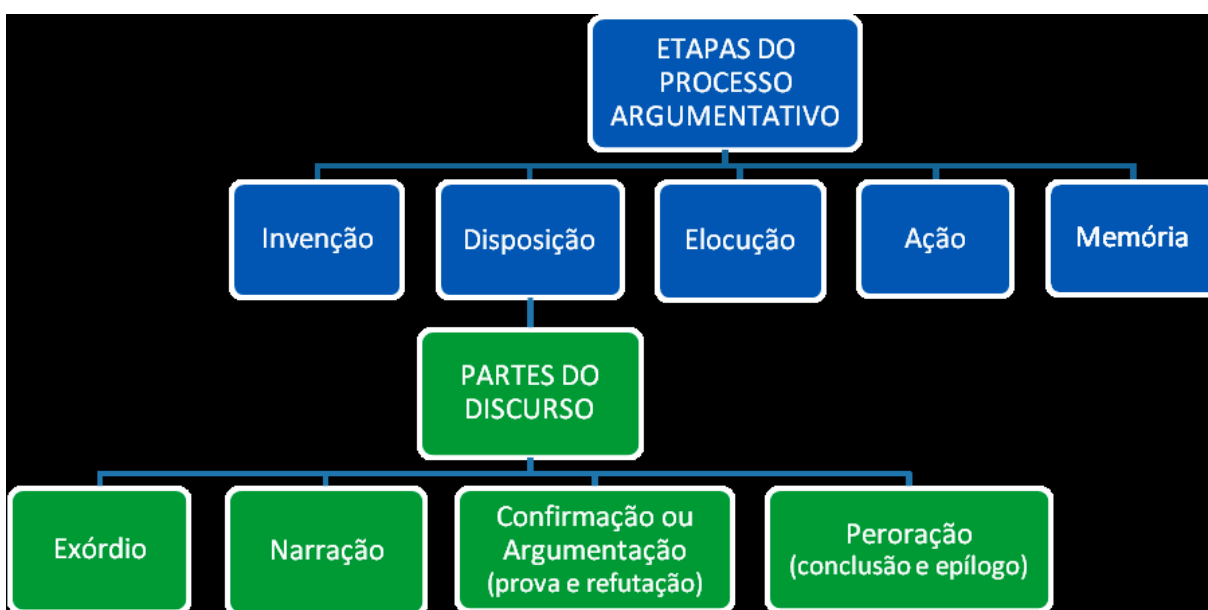 ETAPAS DO
PROCESSO
ARGUMENTATIVO
Invenção
Disposição
Elocução
Ação
Memória
PARTES DO
DISCURSO
Exórdio
Narração
Confirmação ou
Argumentação
(prova e refutação)
Peroração
(conclusão e epílogo)